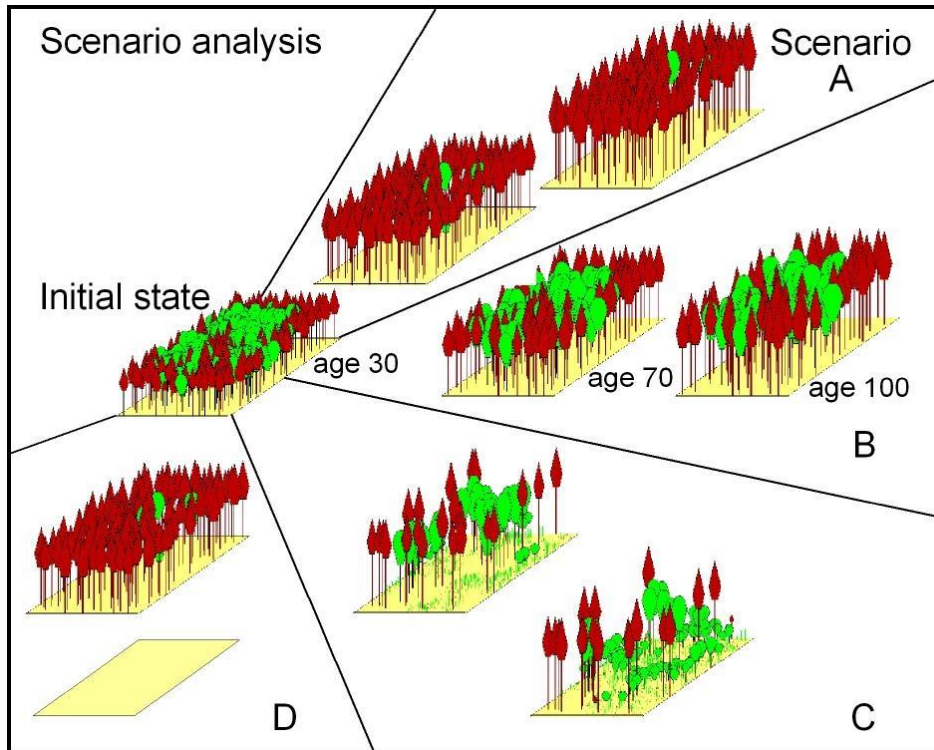 Scenario analysis
Scenario
A
Initial state
age 30
age 70
age 100
B
D
C